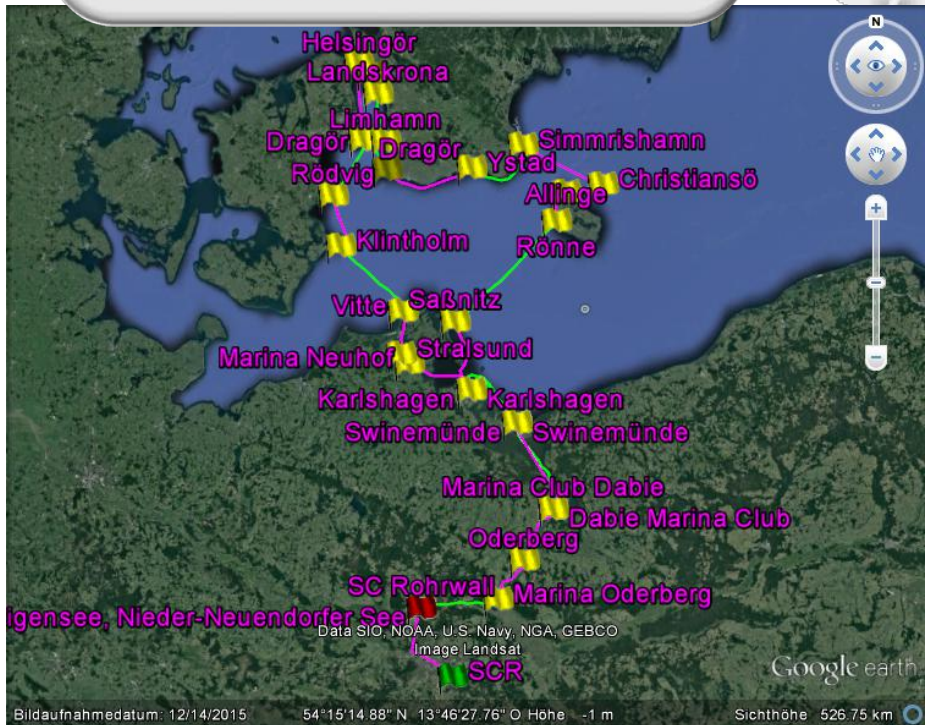 N
Helsingör
Landskrona
Limhamn
Dragör
Dragör
Simmrishamn
Ystad
Rödvig
Christiansö
Allinge
Klintholm
Rönne
Vitte
Saßnitz
Stralsund
Marina Neuhof
Karlshagen
Karlshagen
Swinemünde
Swinemünde
Marina Club Dabie
Dabie Marina Club
Oderberg
SC Rohrwall
Marina Oderberg
igensee, Nieder-Neuendorfer See
Data SIO, NOAA, U.S. Navy, NGA, GEBCO
Image Landsat
SCR
Google earth
Bildaufnahmedatum: 12/14/2015 54°15'14.88" N 13°46'27.76" O Höhe -1 m Sichthöhe 526.75 km